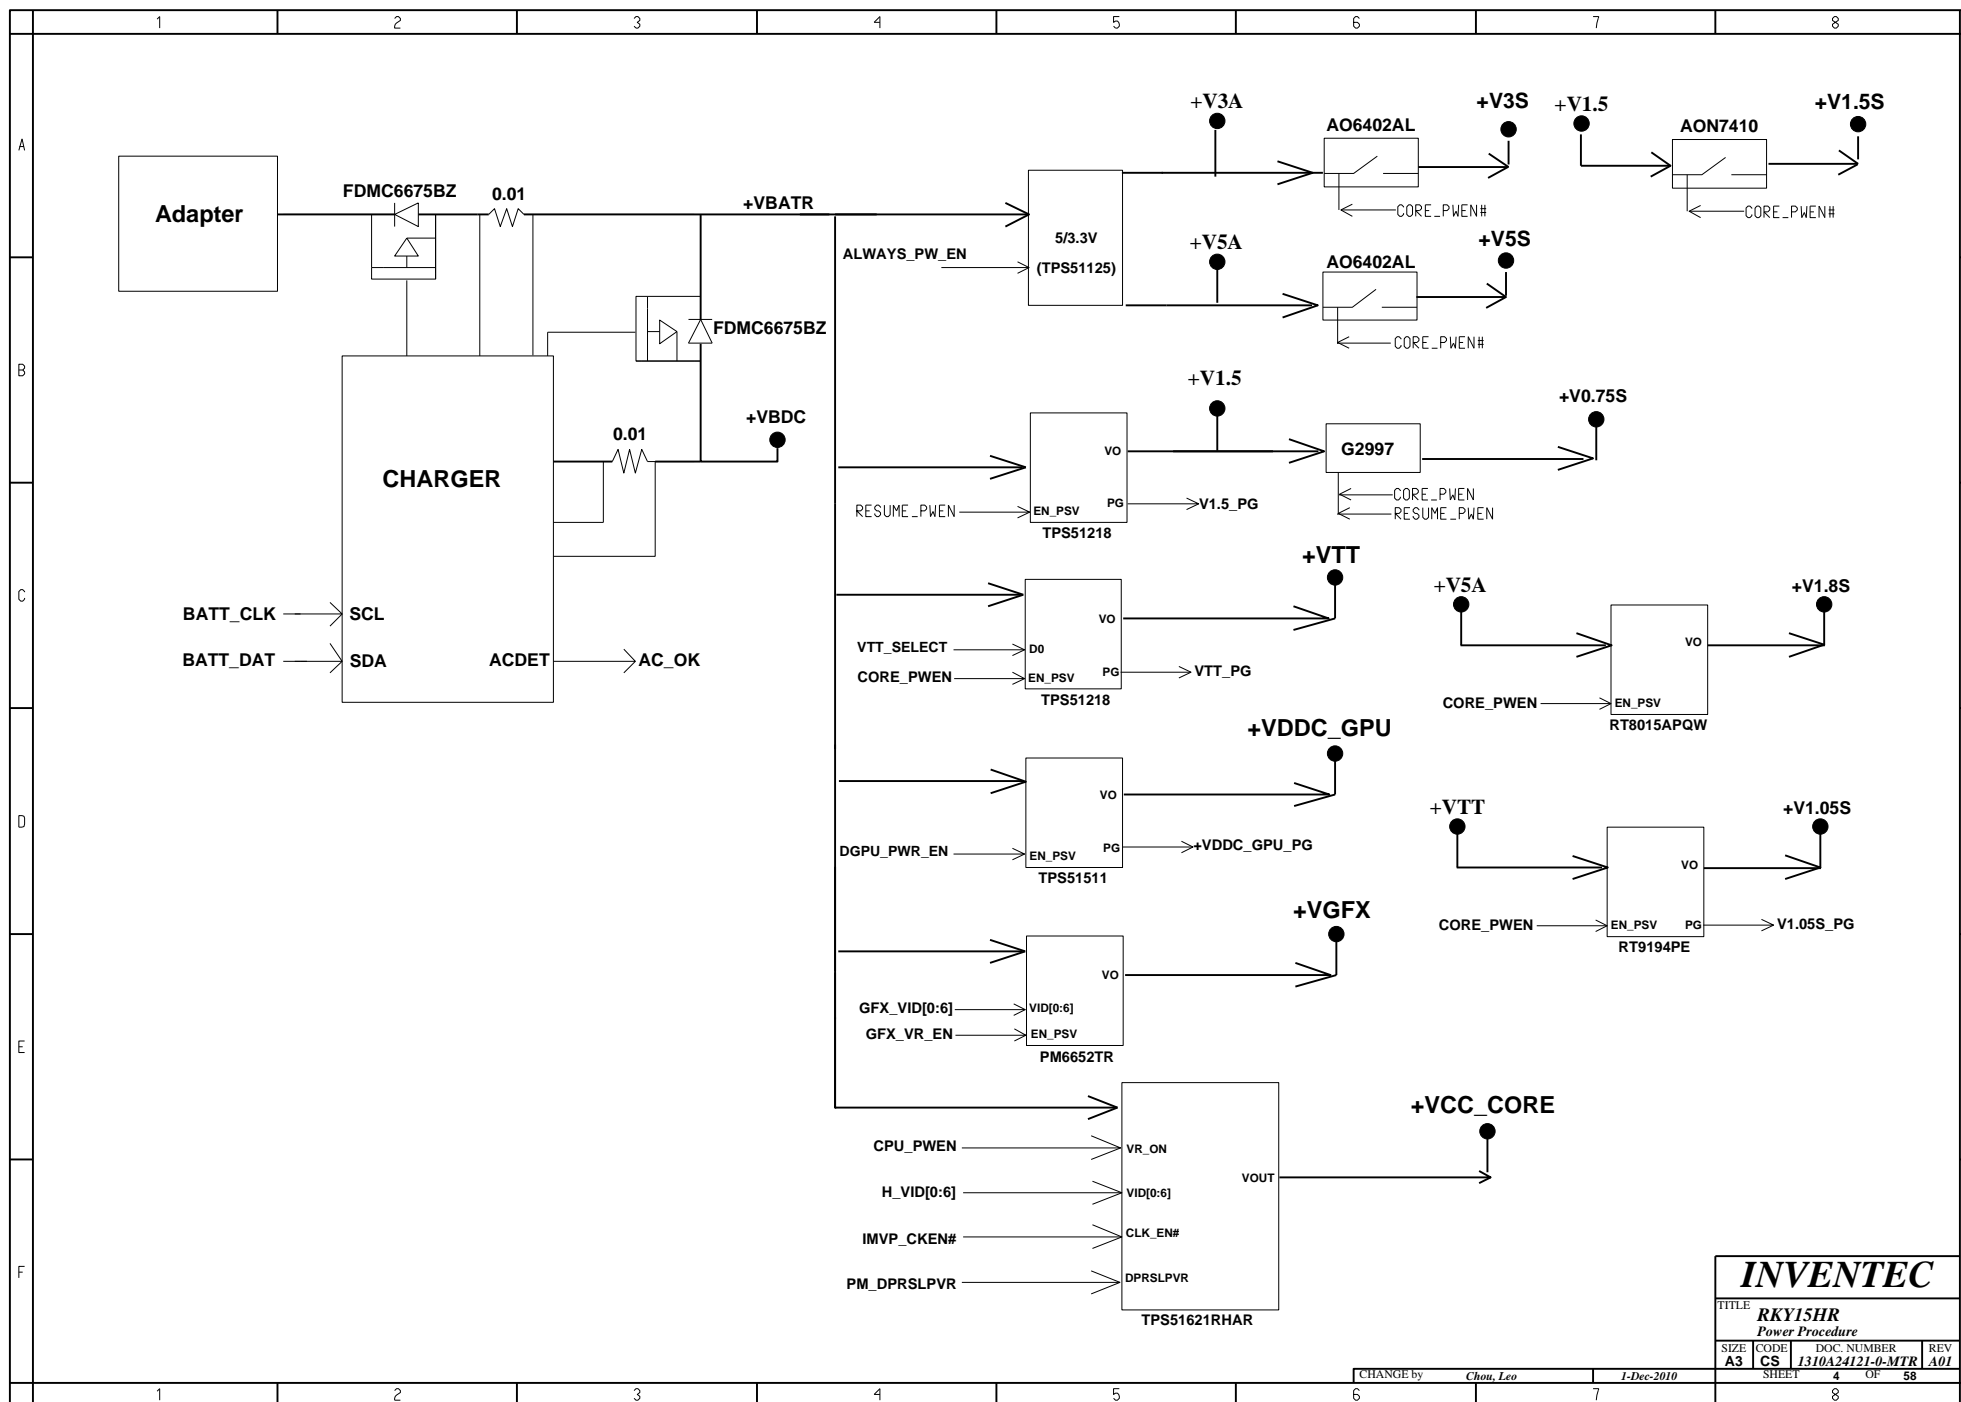 1 2 3 4 5 6 7 8
A
B
C
D
E
F
Adapter
FDMC6675BZ
0.01
+VBATR
FDMC6675BZ
CHARGER
0.01
+VBDC
BATT_CLK
SCL
BATT_DAT
SDA
ACDET
AC_OK
ALWAYS_PW_EN
5/3.3V
(TPS51125)
+V3A
AO6402AL
+V3S
CORE_PWEN#
+V1.5
AON7410
+V1.5S
CORE_PWEN#
+V5A
AO6402AL
+V5S
CORE_PWEN#
+V1.5
VO
G2997
+V0.75S
RESUME_PWEN
EN_PSV
PG
V1.5_PG
CORE_PWEN
RESUME_PWEN
TPS51218
+VTT
VO
VTT_SELECT
D0
CORE_PWEN
EN_PSV
PG
VTT_PG
TPS51218
+V5A
+V1.8S
VO
CORE_PWEN
EN_PSV
RT8015APQW
+VDDC_GPU
VO
DGPU_PWR_EN
EN_PSV
PG
+VDDC_GPU_PG
TPS51511
+VTT
+V1.05S
VO
CORE_PWEN
EN_PSV
PG
V1.05S_PG
RT9194PE
+VGFX
VO
GFX_VID[0:6]
VID[0:6]
GFX_VR_EN
EN_PSV
PM6652TR
+VCC_CORE
CPU_PWEN
VR_ON
VOUT
H_VID[0:6]
VID[0:6]
IMVP_CKEN#
CLK_EN#
PM_DPRSLPVR
DPRSLPVR
TPS51621RHAR
INVENTEC
TITLE
RKY15HR
Power Procedure
SIZE CODE DOC. NUMBER REV
A3 CS 1310A24121-0-MTR A01
CHANGE by Chou, Leo 1-Dec-2010 SHEET 4 OF 58
1 2 3 4 5 6 7 8